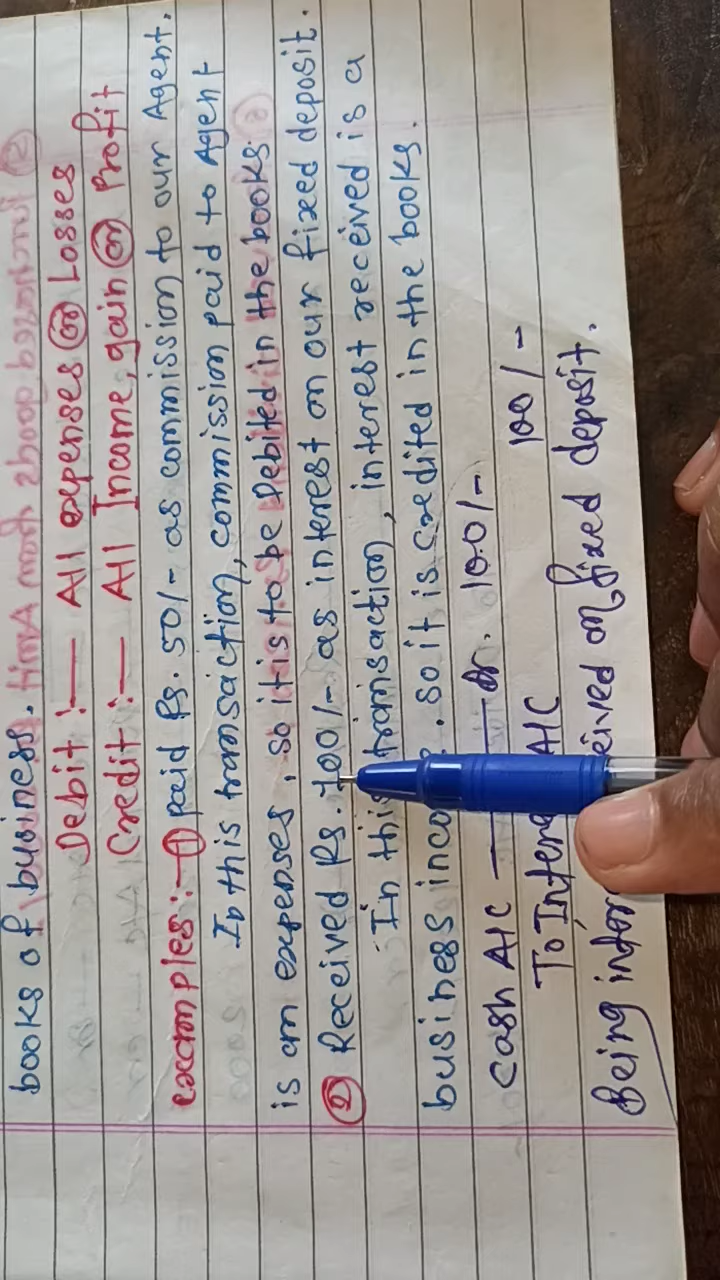 books of business.
Debit :— All expenses or Losses
Credit :— All Income, gain or Profit
examples :- ① paid Rs. 50/- as commission to our Agent.
In this transaction, commission paid to Agent
is an expenses, so it is to be Debited in the books.
② Received Rs. 100/- as interest on our fixed deposit.
In this transaction, interest received is a
business inco . so it is credited in the books.
Cash A/C — Dr. 100/-
To Intere A/C 100/-
Being inter eived on fixed deposit.